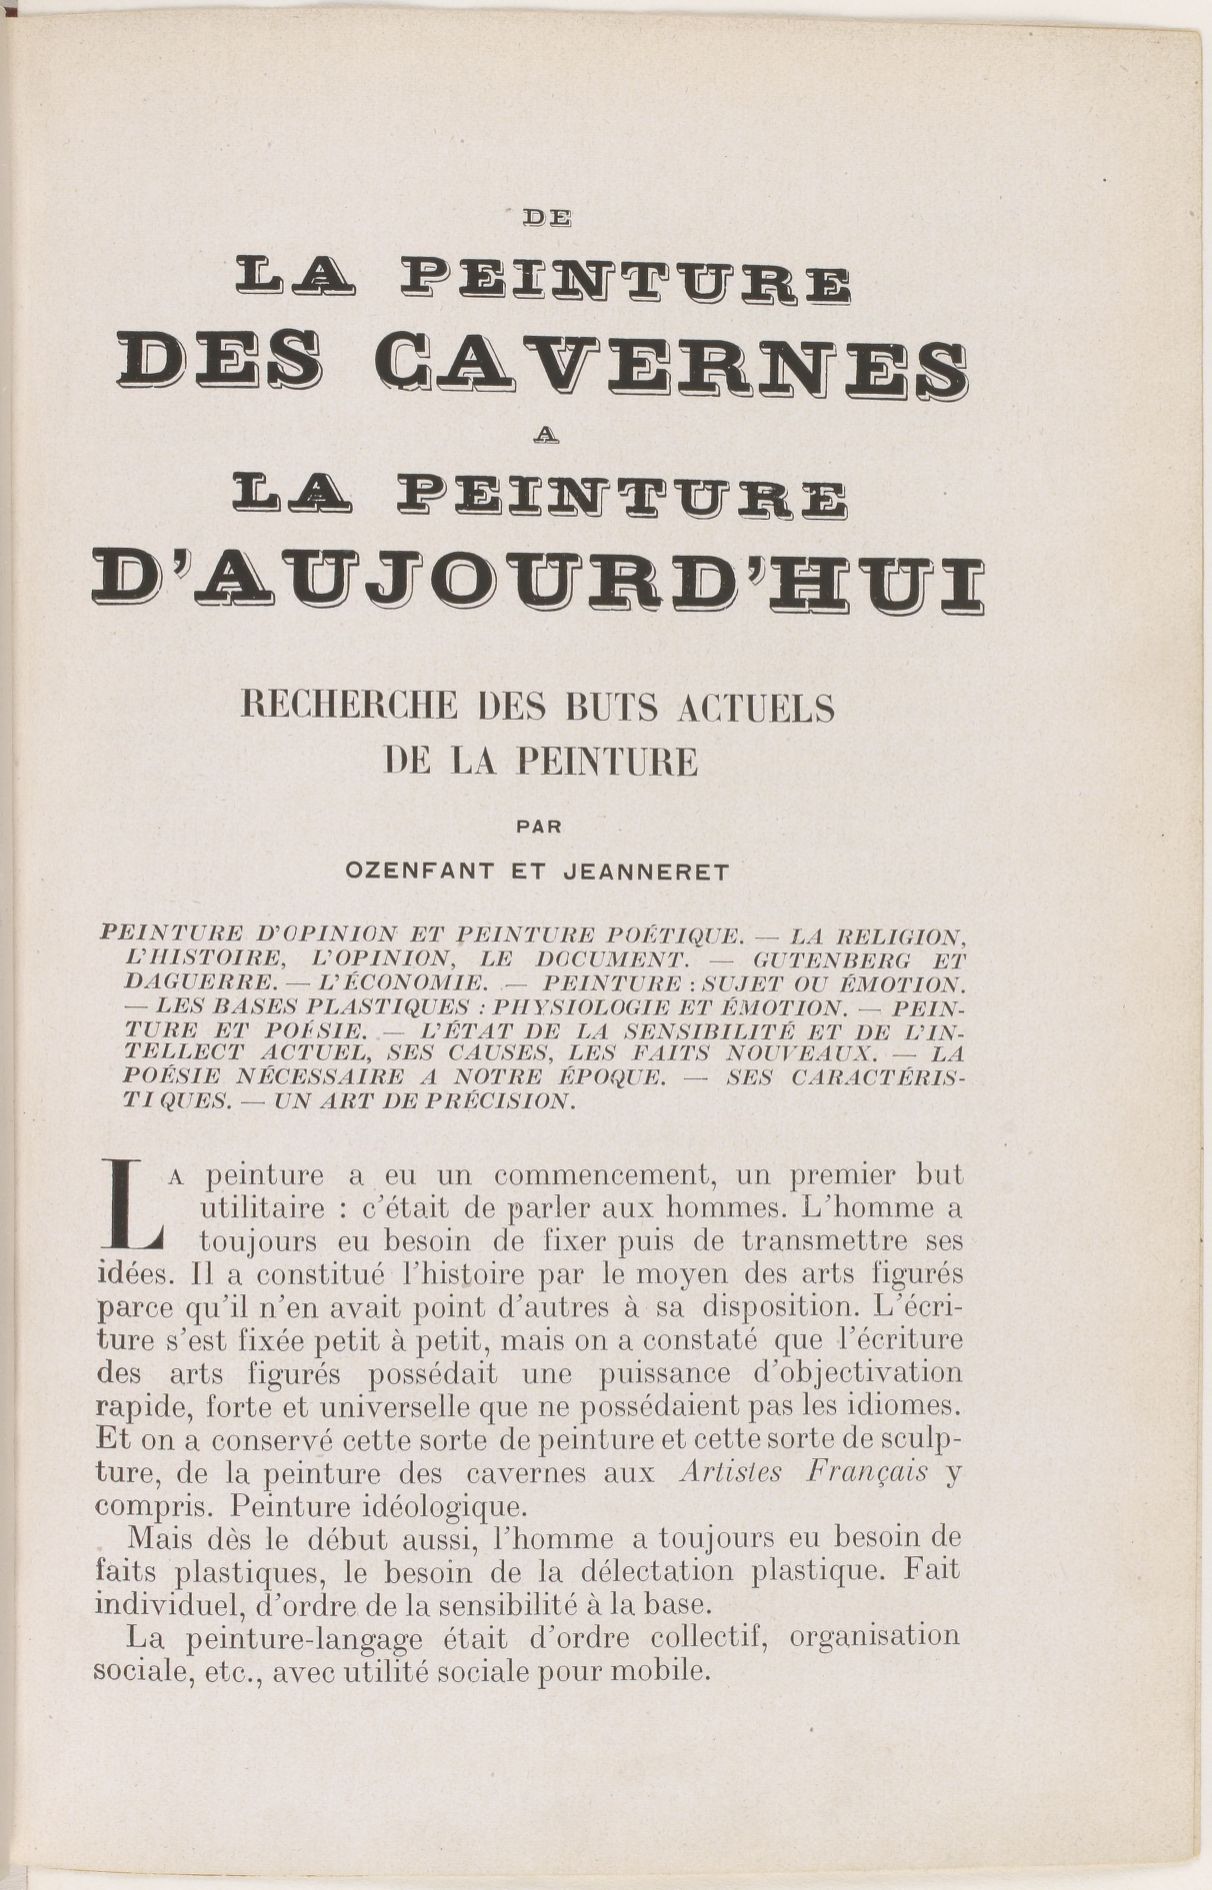 DE
LA PEINTURE
DES CAVERNES
A
LA PEINTURE
D'AUJOURD'HUI
RECHERCHE DES BUTS ACTUELS
DE LA PEINTURE
PAR
OZENFANT ET JEANNERET
PEINTURE D'OPINION ET PEINTURE POÉTIQUE. — LA RELIGION,
L'HISTOIRE, L'OPINION, LE DOCUMENT. — GUTENBERG ET
DAGUERRE. — L'ÉCONOMIE. — PEINTURE : SUJET OU ÉMOTION.
— LES BASES PLASTIQUES : PHYSIOLOGIE ET ÉMOTION. — PEIN-
TURE ET POÉSIE. — L'ÉTAT DE LA SENSIBILITÉ ET DE L'IN-
TELLECT ACTUEL, SES CAUSES, LES FAITS NOUVEAUX. — LA
POÉSIE NÉCESSAIRE A NOTRE ÉPOQUE. — SES CARACTÉRIS-
TIQUES. — UN ART DE PRÉCISION.
LA peinture a eu un commencement, un premier but
utilitaire : c'était de parler aux hommes. L'homme a
toujours eu besoin de fixer puis de transmettre ses
idées. Il a constitué l'histoire par le moyen des arts figurés
parce qu'il n'en avait point d'autres à sa disposition. L'écri-
ture s'est fixée petit à petit, mais on a constaté que l'écriture
des arts figurés possédait une puissance d'objectivation
rapide, forte et universelle que ne possédaient pas les idiomes.
Et on a conservé cette sorte de peinture et cette sorte de sculp-
ture, de la peinture des cavernes aux Artistes Français y
compris. Peinture idéologique.
Mais dès le début aussi, l'homme a toujours eu besoin de
faits plastiques, le besoin de la délectation plastique. Fait
individuel, d'ordre de la sensibilité à la base.
La peinture-langage était d'ordre collectif, organisation
sociale, etc., avec utilité sociale pour mobile.